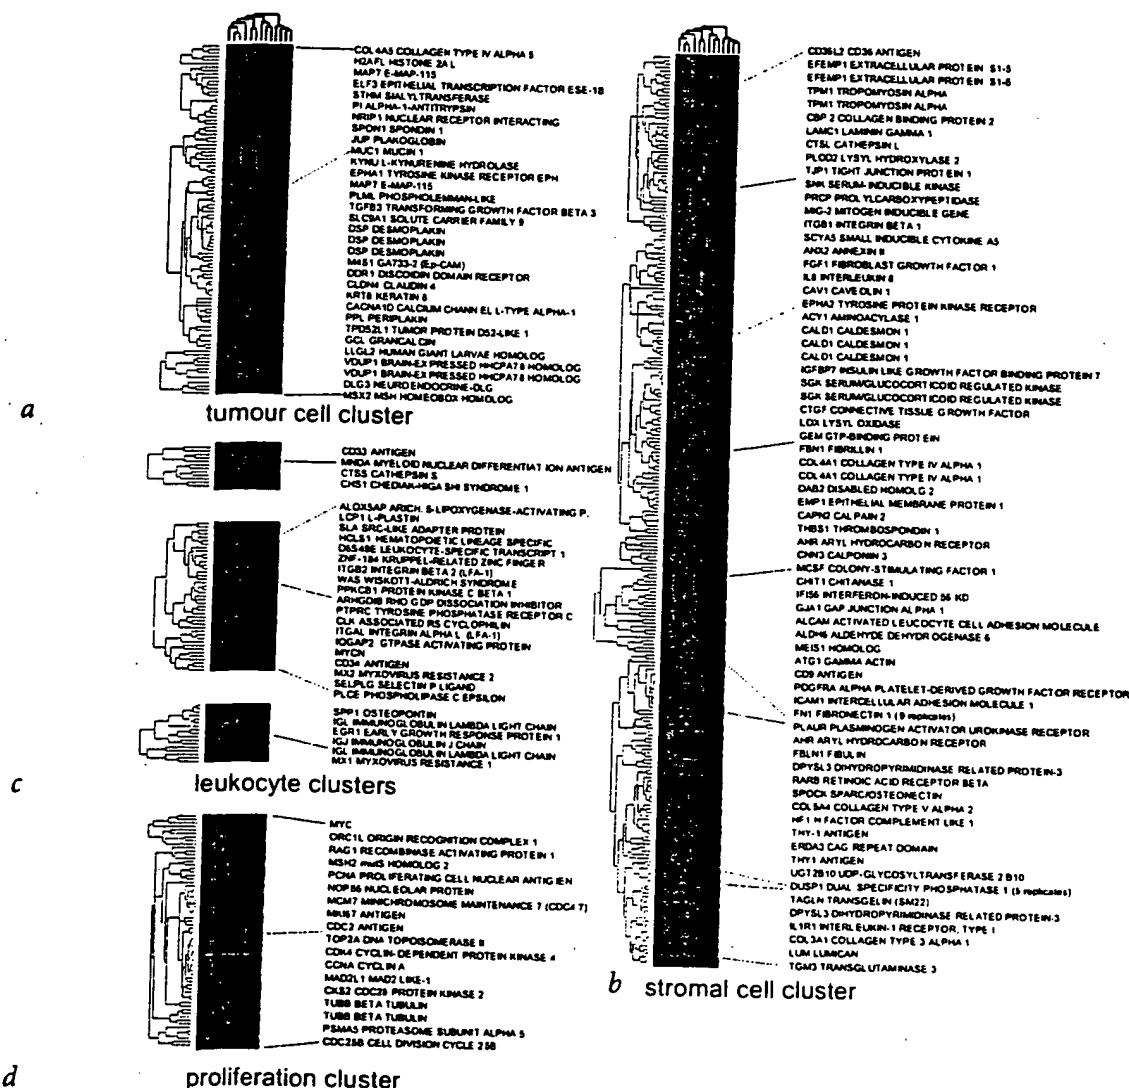 COL4A5 COLLAGEN TYPE IV ALPHA 5
H2AFL HISTONE 2A L
MAP7 E-MAP-115
ELF3 EPITHELIAL TRANSCRIPTION FACTOR ESE-1B
STHM SIALYLTRANSFERASE
PI ALPHA-1-ANTITRYPSIN
NRIP1 NUCLEAR RECEPTOR INTERACTING
SPON1 SPONDIN 1
JUP PLAKOGLOBIN
MUC1 MUCIN 1
KYNU L-KYNURENINE HYDROLASE
EPHA1 TYROSINE KINASE RECEPTOR EPH
MAP7 E-MAP-115
PLML PHOSPHOLEMMAN-LIKE
TGFB3 TRANSFORMING GROWTH FACTOR BETA 3
SLC9A1 SOLUTE CARRIER FAMILY 9
DSP DESMOPLAKIN
DSP DESMOPLAKIN
DSP DESMOPLAKIN
M4S1 GA733-2 (Ep-CAM)
DDR1 DISCOIDIN DOMAIN RECEPTOR
CLDN4 CLAUDIN 4
KRT8 KERATIN 8
CACNA1D CALCIUM CHANNEL L-TYPE ALPHA-1
PPL PERIPLAKIN
TPD52L1 TUMOR PROTEIN D52-LIKE 1
GCL GRANCALCIN
LLGL2 HUMAN GIANT LARVAE HOMOLOG
VDUP1 BRAIN-EXPRESSED HHCPA78 HOMOLOG
VDUP1 BRAIN-EXPRESSED HHCPA78 HOMOLOG
DLG3 NEUROENDOCRINE-DLG
MSX2 MSH HOMEOBOX HOMOLOG
a
tumour cell cluster
CD33 ANTIGEN
MNDA MYELOID NUCLEAR DIFFERENTIATION ANTIGEN
CTSS CATHEPSIN S
CHS1 CHEDIAK-HIGASHI SYNDROME 1
ALOX5AP ARICH. 5-LIPOXYGENASE-ACTIVATING P.
LCP1 L-PLASTIN
SLA SRC-LIKE ADAPTER PROTEIN
HCLS1 HEMATOPOIETIC LINEAGE SPECIFIC
D6S49E LEUKOCYTE-SPECIFIC TRANSCRIPT 1
ZNF-184 KRUPPEL-RELATED ZINC FINGER
ITGB2 INTEGRIN BETA 2 (LFA-1)
WAS WISKOTT-ALDRICH SYNDROME
PPKCB1 PROTEIN KINASE C BETA 1
ARHGDIB RHO GDP DISSOCIATION INHIBITOR
PTPRC TYROSINE PHOSPHATASE RECEPTOR C
CLK ASSOCIATED RS CYCLOPHILIN
ITGAL INTEGRIN ALPHA L (LFA-1)
IQGAP2 GTPASE ACTIVATING PROTEIN
MYCN
CD34 ANTIGEN
MX2 MYXOVIRUS RESISTANCE 2
SELPLG SELECTIN P LIGAND
PLCE PHOSPHOLIPASE C EPSILON
SPP1 OSTEOPONTIN
IGL IMMUNOGLOBULIN LAMBDA LIGHT CHAIN
EGR1 EARLY GROWTH RESPONSE PROTEIN 1
IGJ IMMUNOGLOBULIN J CHAIN
IGL IMMUNOGLOBULIN LAMBDA LIGHT CHAIN
MX1 MYXOVIRUS RESISTANCE 1
c
leukocyte clusters
MYC
ORC1L ORIGIN RECOGNITION COMPLEX 1
RAG1 RECOMBINASE ACTIVATING PROTEIN 1
MSH2 mutS HOMOLOG 2
PCNA PROLIFERATING CELL NUCLEAR ANTIGIEN
NOP56 NUCLEOLAR PROTEIN
MCM7 MINICHROMOSOME MAINTENANCE 7 (CDC47)
MKI67 ANTIGEN
CDC2 ANTIGEN
TOP2A DNA TOPOISOMERASE II
CDK4 CYCLIN-DEPENDENT PROTEIN KINASE 4
CCNA CYCLIN A
MAD2L1 MAD2 LIKE-1
CKS2 CDC28 PROTEIN KINASE 2
TUBB BETA TUBULIN
TUBB BETA TUBULIN
PSMA5 PROTEASOME SUBUNIT ALPHA 5
CDC25B CELL DIVISION CYCLE 25B
d
proliferation cluster
CD36L2 CD36 ANTIGEN
EFEMP1 EXTRACELLULAR PROTEIN S1-5
EFEMP1 EXTRACELLULAR PROTEIN S1-5
TPM1 TROPOMYOSIN ALPHA
TPM1 TROPOMYOSIN ALPHA
CBP 2 COLLAGEN BINDING PROTEIN 2
LAMC1 LAMININ GAMMA 1
CTSL CATHEPSIN L
PLOD2 LYSYL HYDROXYLASE 2
TJP1 TIGHT JUNCTION PROTEIN 1
SNK SERUM-INDUCIBLE KINASE
PRCP PROLYLCARBOXYPEPTIDASE
MIG-2 MITOGEN INDUCIBLE GENE
ITGB1 INTEGRIN BETA 1
SCYA5 SMALL INDUCIBLE CYTOKINE A5
ANX2 ANNEXIN II
FGF1 FIBROBLAST GROWTH FACTOR 1
IL8 INTERLEUKIN 8
CAV1 CAVEOLIN 1
EPHA2 TYROSINE PROTEIN KINASE RECEPTOR
ACY1 AMINOACYLASE 1
CALD1 CALDESMON 1
CALD1 CALDESMON 1
CALD1 CALDESMON 1
IGFBP7 INSULIN LIKE GROWTH FACTOR BINDING PROTEIN 7
SGK SERUM/GLUCOCORTICOID REGULATED KINASE
SGK SERUM/GLUCOCORTICOID REGULATED KINASE
CTGF CONNECTIVE TISSUE GROWTH FACTOR
LOX LYSYL OXIDASE
GEM GTP-BINDING PROTEIN
FBN1 FIBRILLIN 1
COL4A1 COLLAGEN TYPE IV ALPHA 1
COL4A1 COLLAGEN TYPE IV ALPHA 1
DAB2 DISABLED HOMOLG 2
EMP1 EPITHELIAL MEMBRANE PROTEIN 1
CAPN2 CALPAIN 2
THBS1 THROMBOSPONDIN 1
AHR ARYL HYDROCARBON RECEPTOR
CNN3 CALPONIN 3
MCSF COLONY-STIMULATING FACTOR 1
CHIT1 CHITANASE 1
IFI56 INTERFERON-INDUCED 56 KD
GJA1 GAP JUNCTION ALPHA 1
ALCAM ACTIVATED LEUCOCYTE CELL ADHESION MOLECULE
ALDH6 ALDEHYDE DEHYDROGENASE 6
MEIS1 HOMOLOG
ATG1 GAMMA ACTIN
CD9 ANTIGEN
PDGFRA ALPHA PLATELET-DERIVED GROWTH FACTOR RECEPTOR
ICAM1 INTERCELLULAR ADHESION MOLECULE 1
FN1 FIBRONECTIN 1 (9 replicates)
PLAUR PLASMINOGEN ACTIVATOR UROKINASE RECEPTOR
AHR ARYL HYDROCARBON RECEPTOR
FBLN1 FIBULIN
DPYSL3 DIHYDROPYRIMIDINASE RELATED PROTEIN-3
RARB RETINOIC ACID RECEPTOR BETA
SPOCK SPARC/OSTEONECTIN
COL5A4 COLLAGEN TYPE V ALPHA 2
HF1 H FACTOR COMPLEMENT LIKE 1
THY-1 ANTIGEN
ERDA3 CAG REPEAT DOMAIN
THY1 ANTIGEN
UGT2B10 UDP-GLYCOSYLTRANSFERASE 2 B10
DUSP1 DUAL SPECIFICITY PHOSPHATASE 1 (5 replicates)
TAGLN TRANSGELIN (SM22)
DPYSL3 DIHYDROPYRIMIDINASE RELATED PROTEIN-3
IL1R1 INTERLEUKIN-1 RECEPTOR, TYPE I
COL3A1 COLLAGEN TYPE 3 ALPHA 1
LUM LUMICAN
TGM3 TRANSGLUTAMINASE 3
b stromal cell cluster